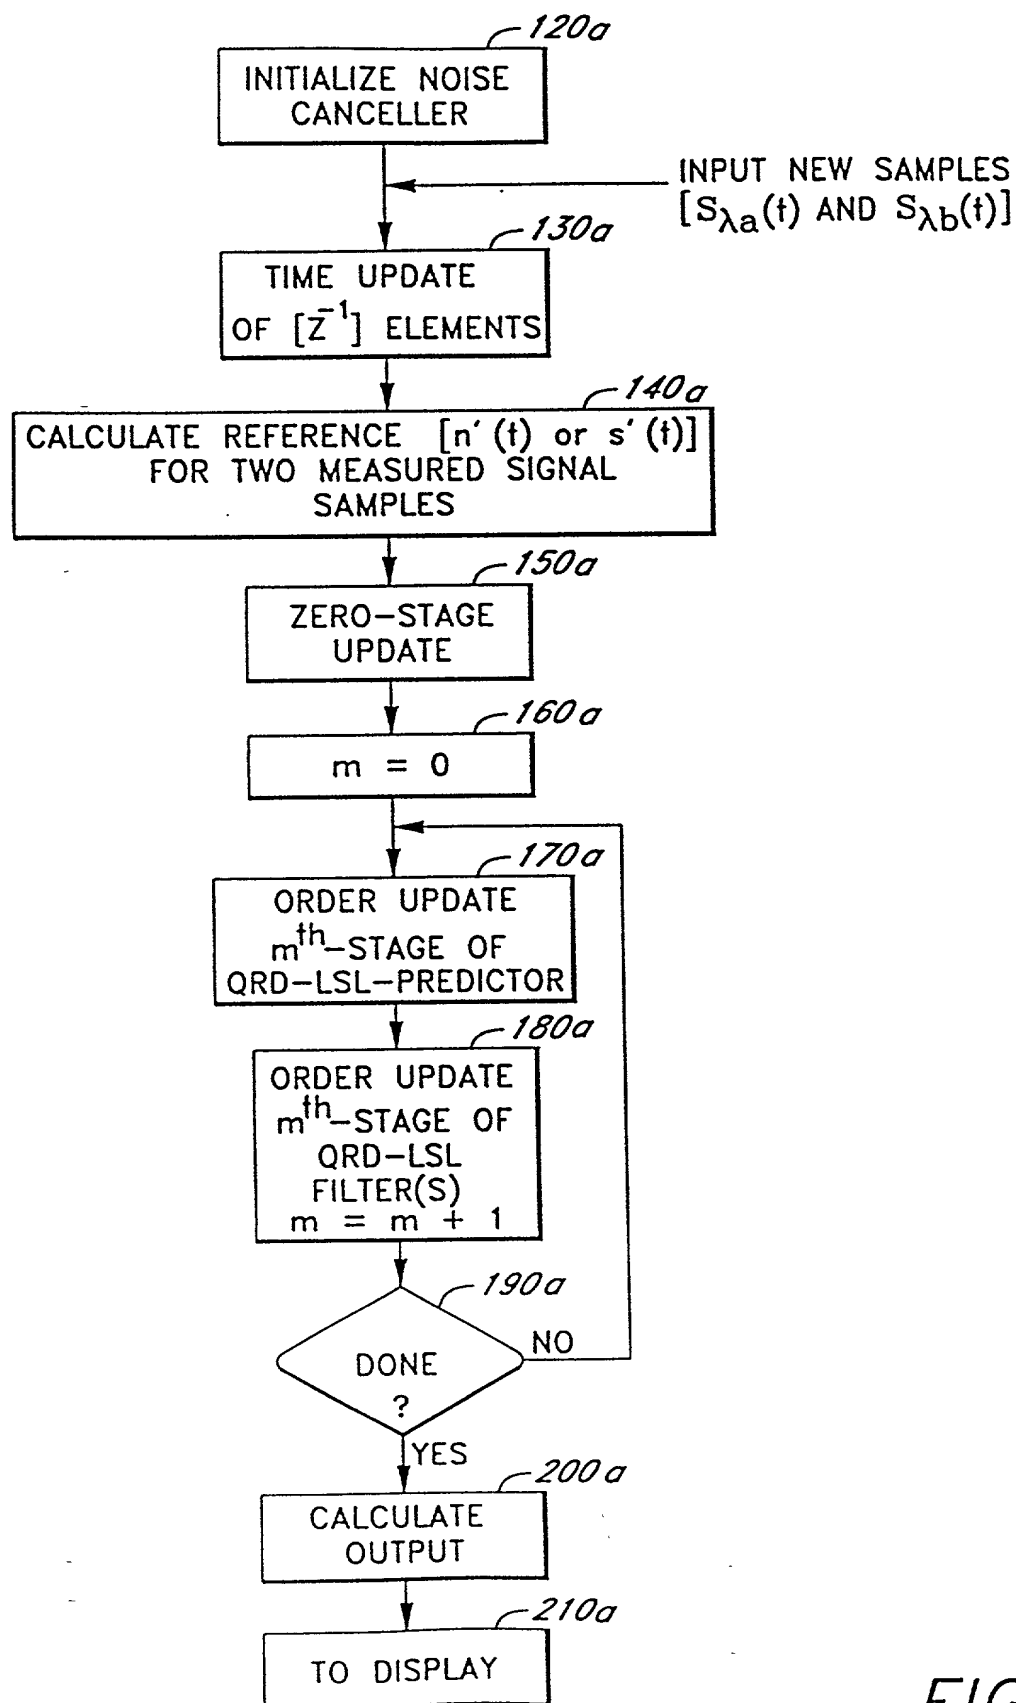 120a
INITIALIZE NOISE
CANCELLER
INPUT NEW SAMPLES
[Sλa(t) AND Sλb(t)]
130a
TIME UPDATE
OF [Z⁻¹] ELEMENTS
140a
CALCULATE REFERENCE [n'(t) or s'(t)]
FOR TWO MEASURED SIGNAL
SAMPLES
150a
ZERO-STAGE
UPDATE
160a
m = 0
170a
ORDER UPDATE
mth-STAGE OF
QRD-LSL-PREDICTOR
180a
ORDER UPDATE
mth-STAGE OF
QRD-LSL
FILTER(S)
m = m + 1
190a
DONE
?
NO
YES
200a
CALCULATE
OUTPUT
210a
TO DISPLAY